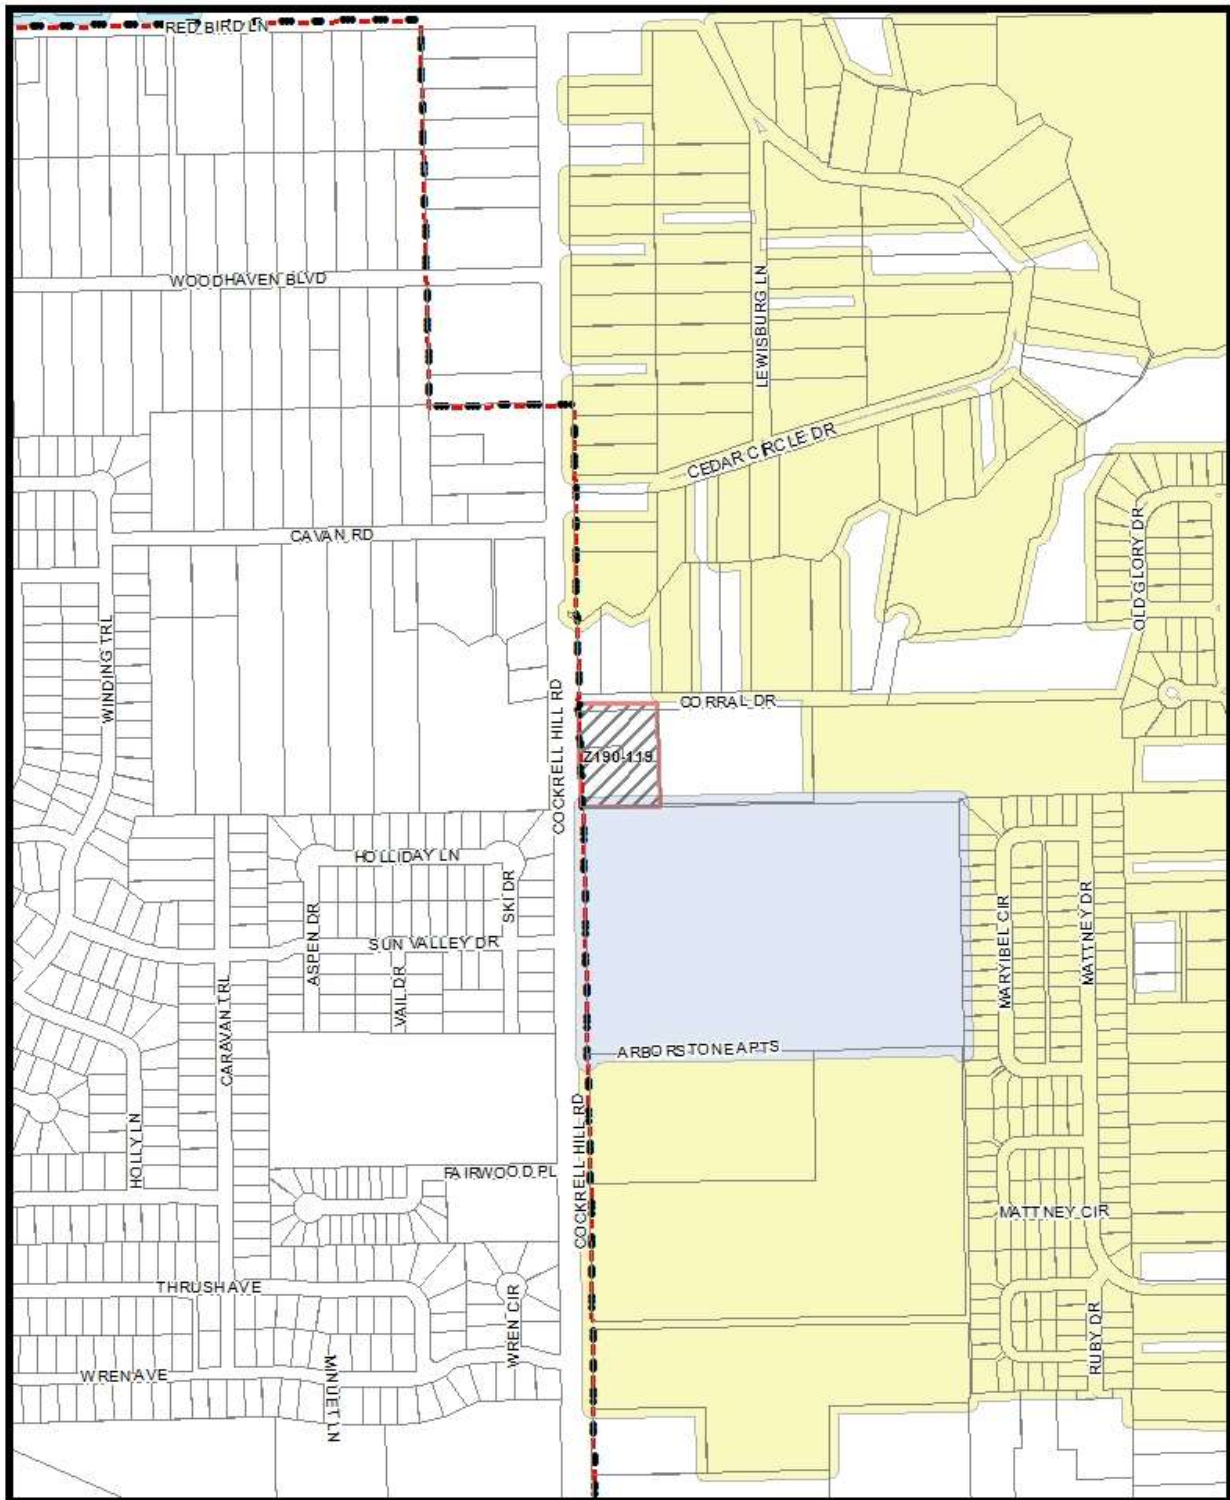 RED BIRD LN
WOODHAVEN BLVD
LEWISBURG LN
CEDAR CIRCLE DR
CAVAN RD
OLD GLORY DR
WINDING TRL
COCKRELL HILL RD
CORRAL DR
Z190-119
HOLLIDAY LN
SKI DR
ASPEN DR
SUN VALLEY DR
VAIL DR
CARAVAN TRL
MARYIBEL CIR
MATTNEY DR
ARBORSTONE APTS
HOLLY LN
COCKRELL HILL RD
FAIRWOOD PL
MATTNEY CIR
THRUSH AVE
WREN CIR
RUBY DR
WREN AVE
MINUET LN